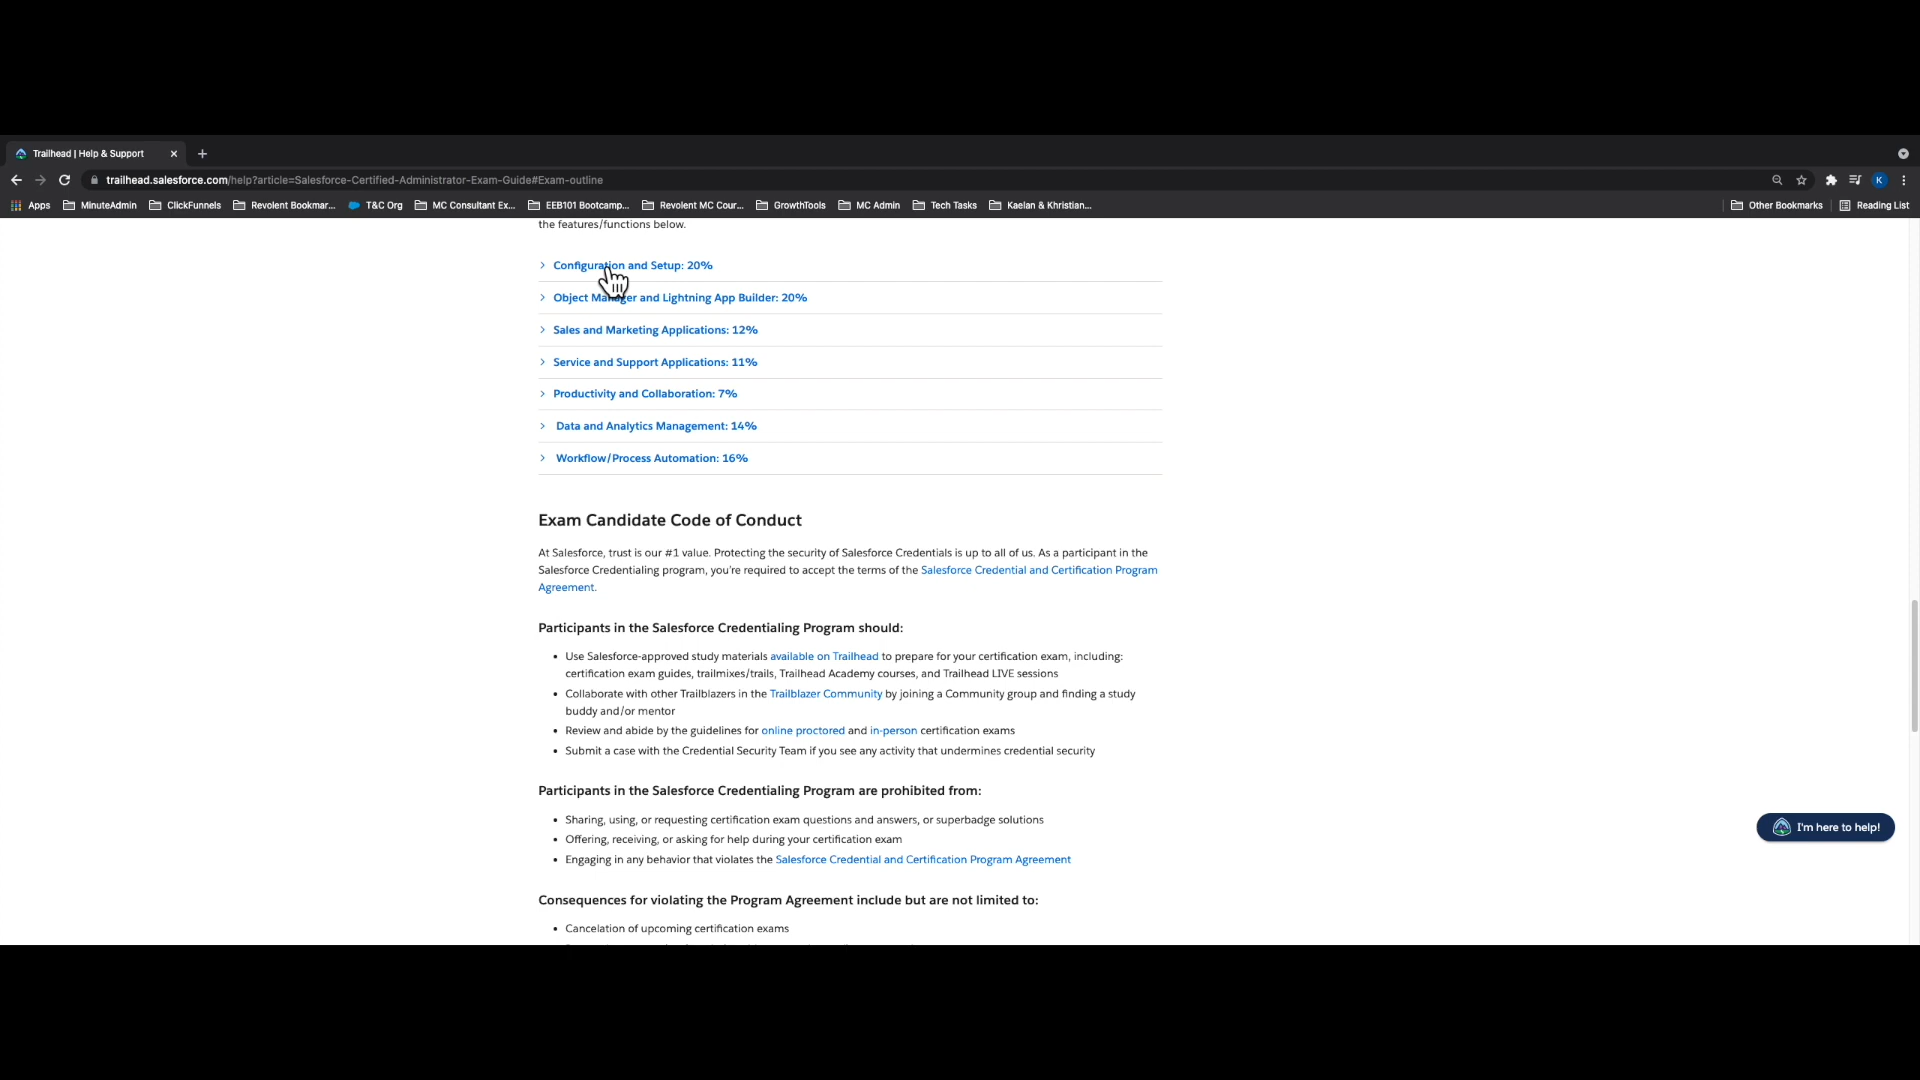 Trailhead | Help & Support
trailhead.salesforce.com/help?article=Salesforce-Certified-Administrator-Exam-Guide#Exam-outline
K
Apps MinuteAdmin ClickFunnels Revolent Bookmar... T&C Org MC Consultant Ex... EEB101 Bootcamp... Revolent MC Cour... GrowthTools MC Admin Tech Tasks Kaelan & Khristian... Other Bookmarks Reading List
the features/functions below.
Configuration and Setup: 20%
Object Manager and Lightning App Builder: 20%
Sales and Marketing Applications: 12%
Service and Support Applications: 11%
Productivity and Collaboration: 7%
Data and Analytics Management: 14%
Workflow/Process Automation: 16%
Exam Candidate Code of Conduct
At Salesforce, trust is our #1 value. Protecting the security of Salesforce Credentials is up to all of us. As a participant in the
Salesforce Credentialing program, you're required to accept the terms of the Salesforce Credential and Certification Program
Agreement.
Participants in the Salesforce Credentialing Program should:
• Use Salesforce-approved study materials available on Trailhead to prepare for your certification exam, including:
certification exam guides, trailmixes/trails, Trailhead Academy courses, and Trailhead LIVE sessions
• Collaborate with other Trailblazers in the Trailblazer Community by joining a Community group and finding a study
buddy and/or mentor
• Review and abide by the guidelines for online proctored and in-person certification exams
• Submit a case with the Credential Security Team if you see any activity that undermines credential security
Participants in the Salesforce Credentialing Program are prohibited from:
• Sharing, using, or requesting certification exam questions and answers, or superbadge solutions
I'm here to help!
• Offering, receiving, or asking for help during your certification exam
• Engaging in any behavior that violates the Salesforce Credential and Certification Program Agreement
Consequences for violating the Program Agreement include but are not limited to:
• Cancelation of upcoming certification exams